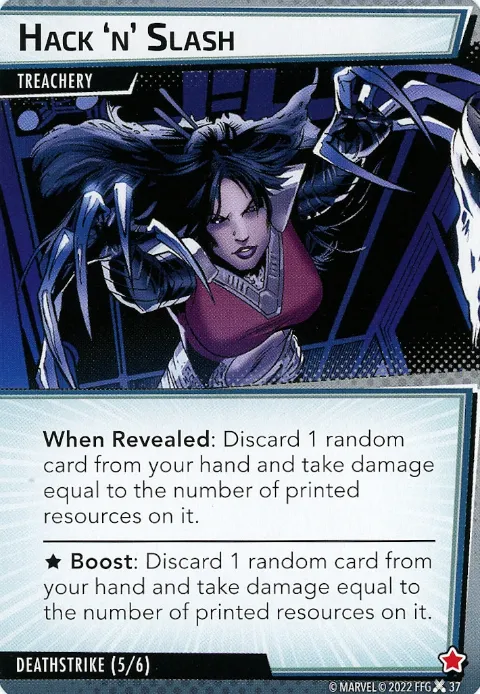 HACK ‘N’ SLASH
TREACHERY
When Revealed: Discard 1 random
card from your hand and take damage
equal to the number of printed
resources on it.
★ Boost: Discard 1 random card from
your hand and take damage equal to
the number of printed resources on it.
DEATHSTRIKE (5/6)
© MARVEL © 2022 FFG 37